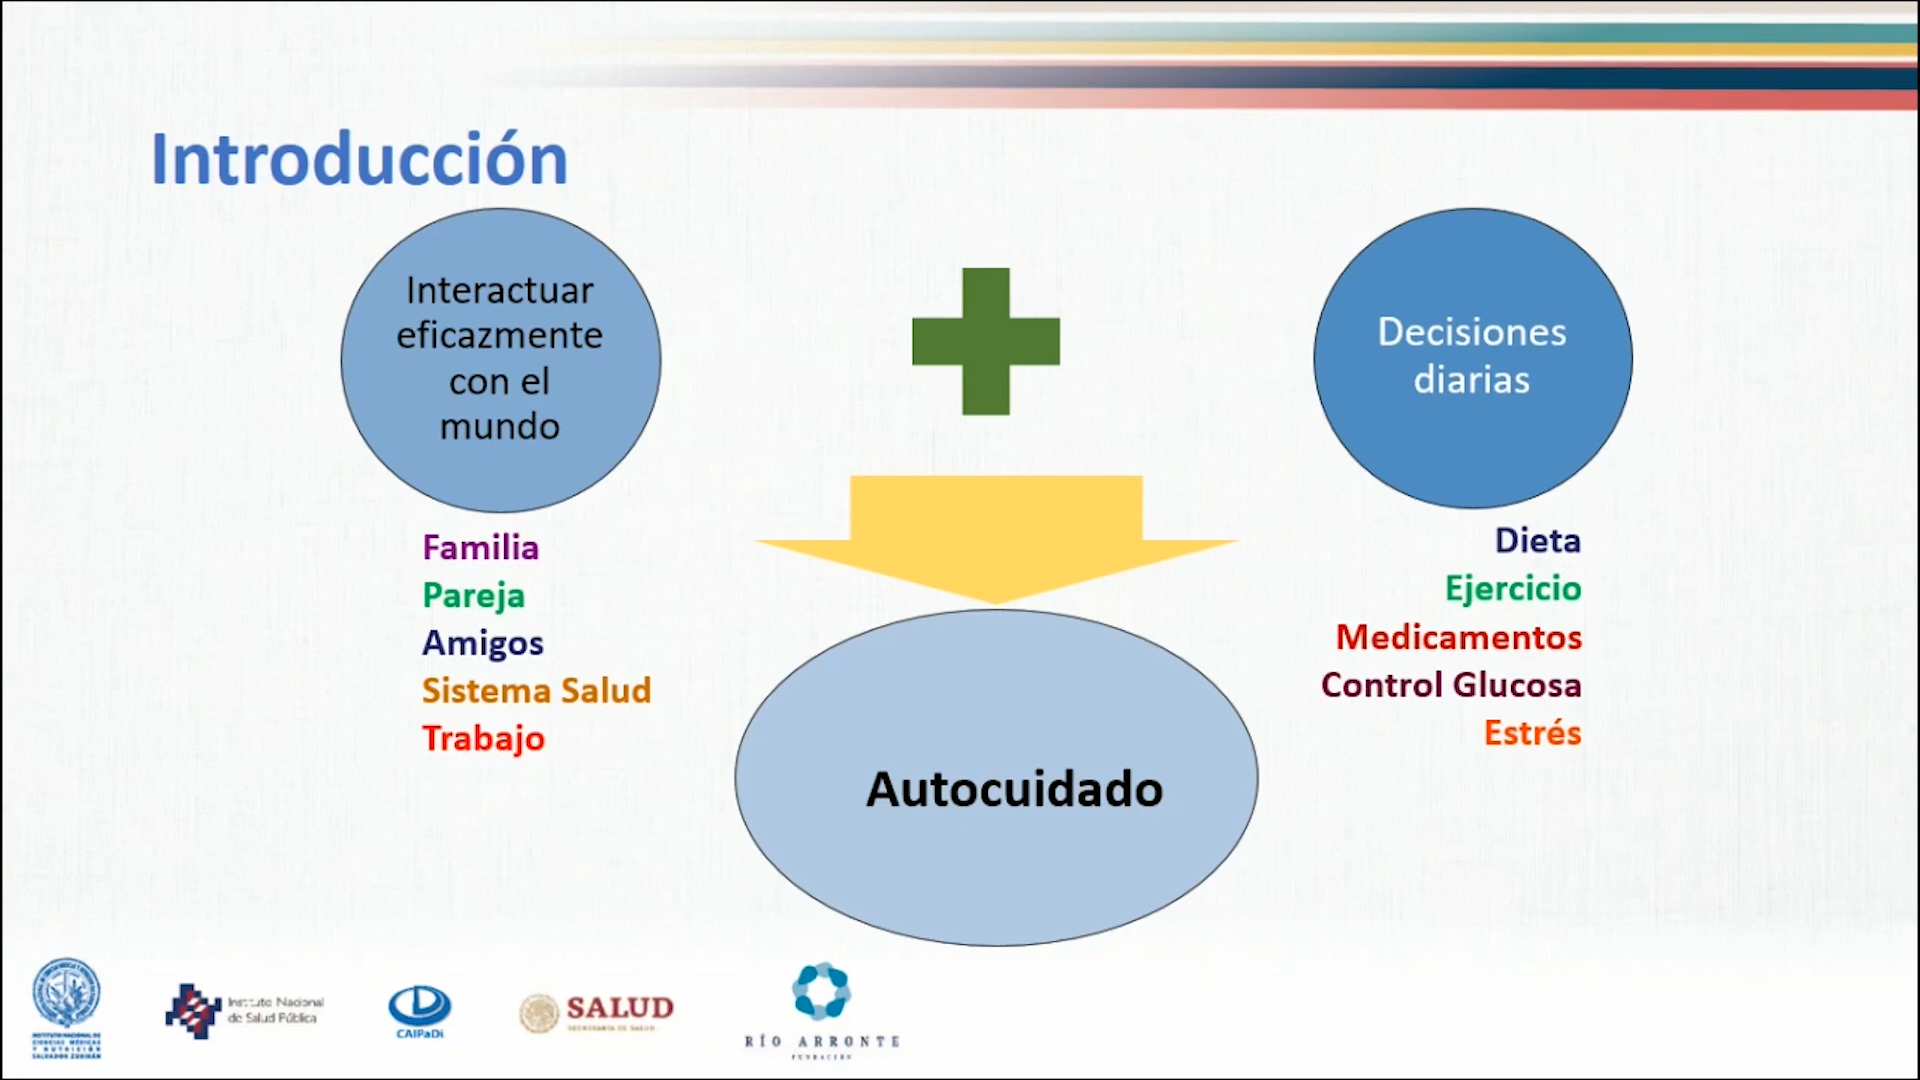 Introducción
Interactuar
eficazmente
con el
mundo
Decisiones
diarias
Familia
Pareja
Amigos
Sistema Salud
Trabajo
Dieta
Ejercicio
Medicamentos
Control Glucosa
Estrés
Autocuidado
INSTITUTO NACIONAL DE
CIENCIAS MÉDICAS
Y NUTRICIÓN
SALVADOR ZUBIRÁN
Instituto Nacional
de Salud Pública
CAIPaDi
SALUD
SECRETARÍA DE SALUD
RÍO ARRONTE
FUNDACIÓN